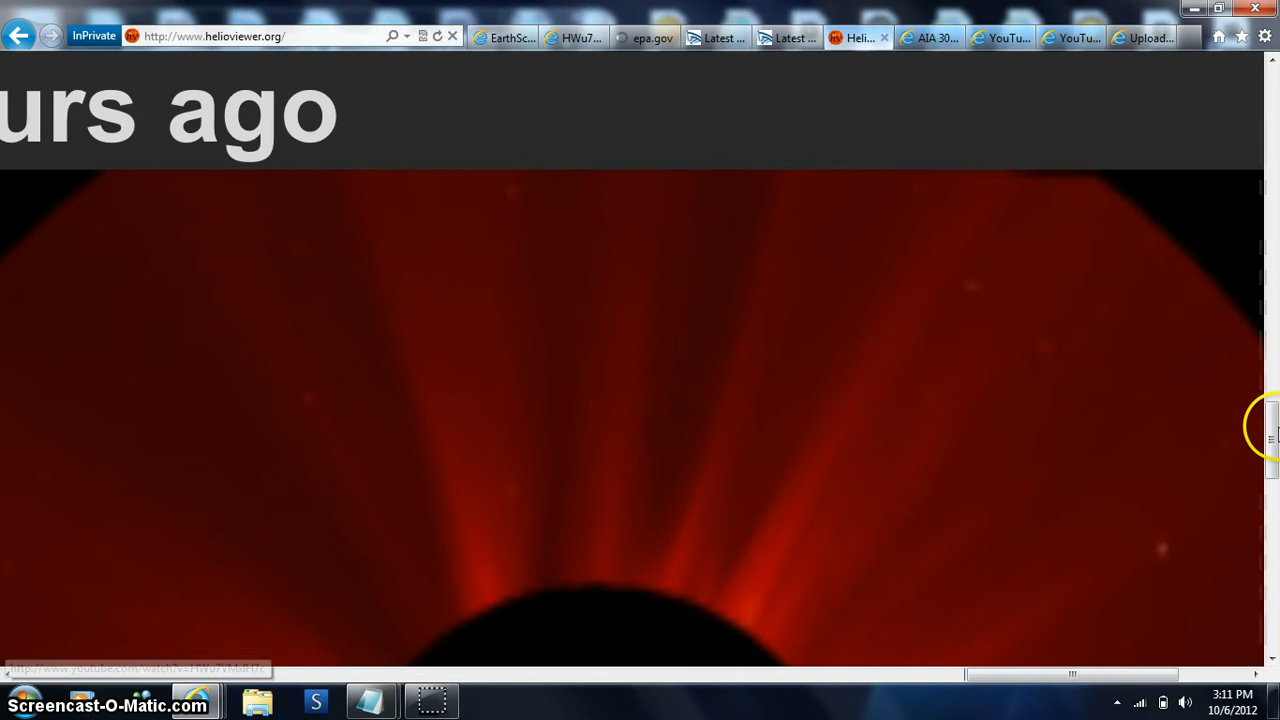 InPrivate
http://www.helioviewer.org/
EarthSc...
HWu7...
epa.gov
Latest ...
Latest ...
Heli...
AIA 30...
YouTu...
YouTu...
Upload...
urs ago
S
3:11 PM
10/6/2012
Screencast-O-Matic.com